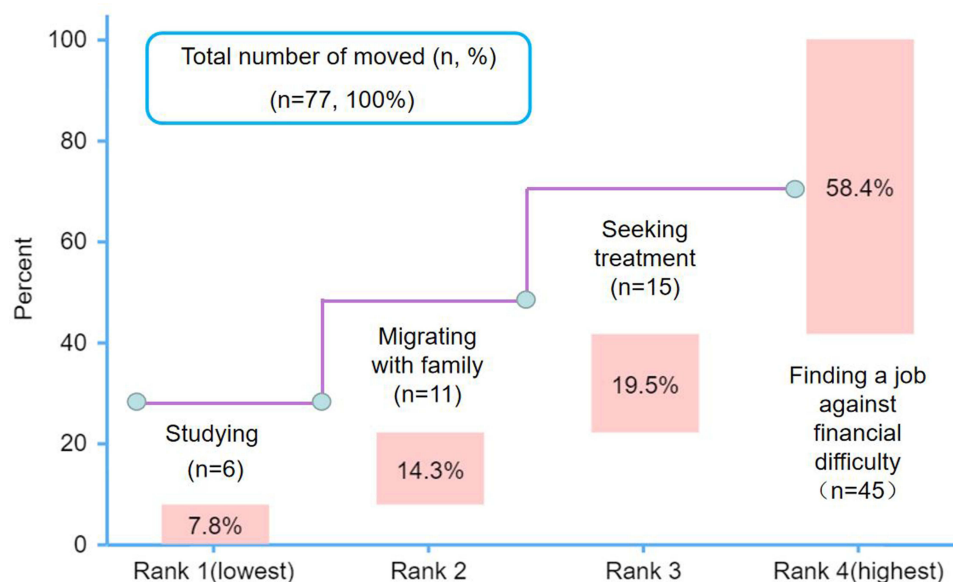 100
80
60
40
20
0
Percent
Total number of moved (n, %)
(n=77, 100%)
Studying
(n=6)
7.8%
Migrating
with family
(n=11)
14.3%
Seeking
treatment
(n=15)
19.5%
58.4%
Finding a job
against
financial
difficulty
（n=45）
Rank 1(lowest)
Rank 2
Rank 3
Rank 4(highest)